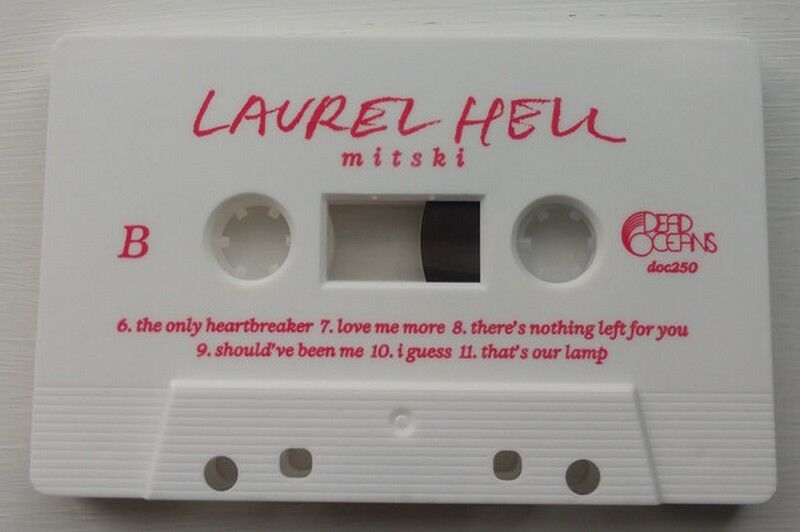 LAUREL HELL
mitski
B
DEAD
OCEANS
doc250
6. the only heartbreaker 7. love me more 8. there's nothing left for you
9. should've been me 10. i guess 11. that's our lamp